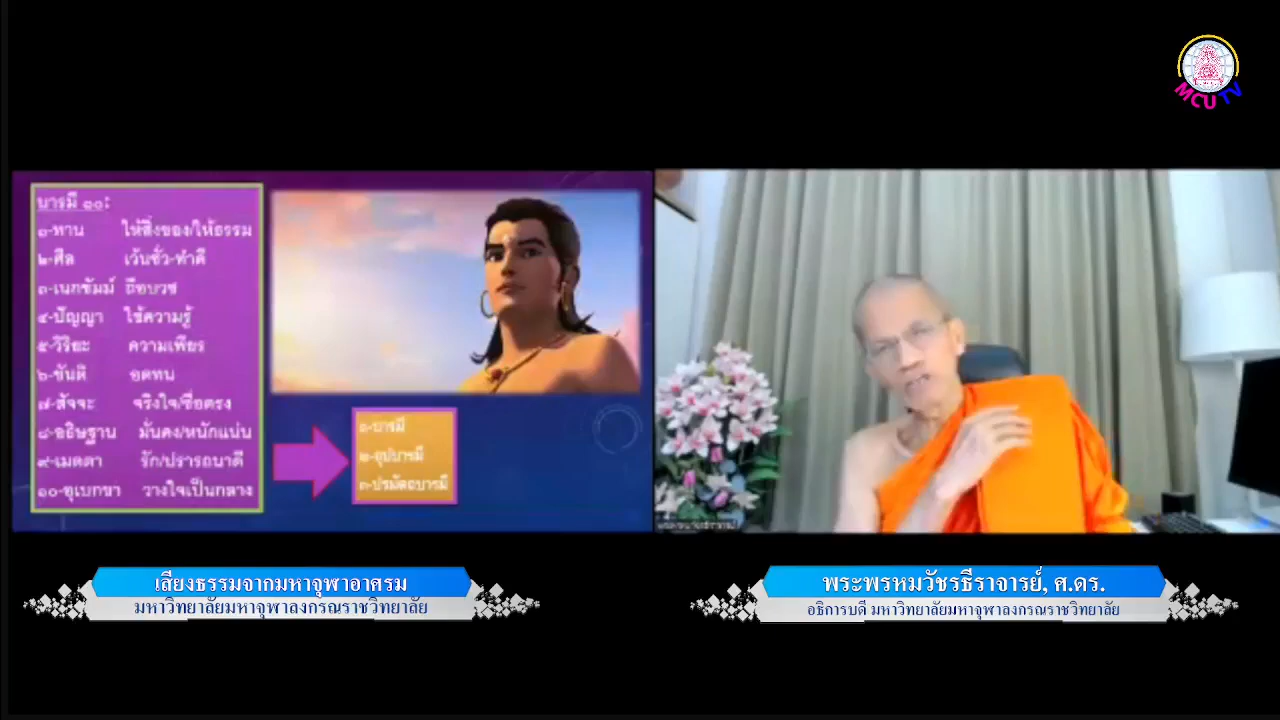 MCU TV
บารมี ๑๐:
๑-ทาน ให้สิ่งของ/ให้ธรรม
๒-ศีล เว้นชั่ว-ทำดี
๓-เนกขัมม์ ถือบวช
๔-ปัญญา ใช้ความรู้
๕-วิริยะ ความเพียร
๖-ขันติ อดทน
๗-สัจจะ จริงใจ/ซื่อตรง
๘-อธิษฐาน มั่นคง/หนักแน่น
๙-เมตตา รัก/ปรารถนาดี
๑๐-อุเบกขา วางใจเป็นกลาง
๑-บารมี
๒-อุปบารมี
๓-ปรมัตถบารมี
เสียงธรรมจากมหาจุฬาอาศรม
มหาวิทยาลัยมหาจุฬาลงกรณราชวิทยาลัย
พระพรหมวัชรธีราจารย์, ศ.ดร.
อธิการบดี มหาวิทยาลัยมหาจุฬาลงกรณราชวิทยาลัย